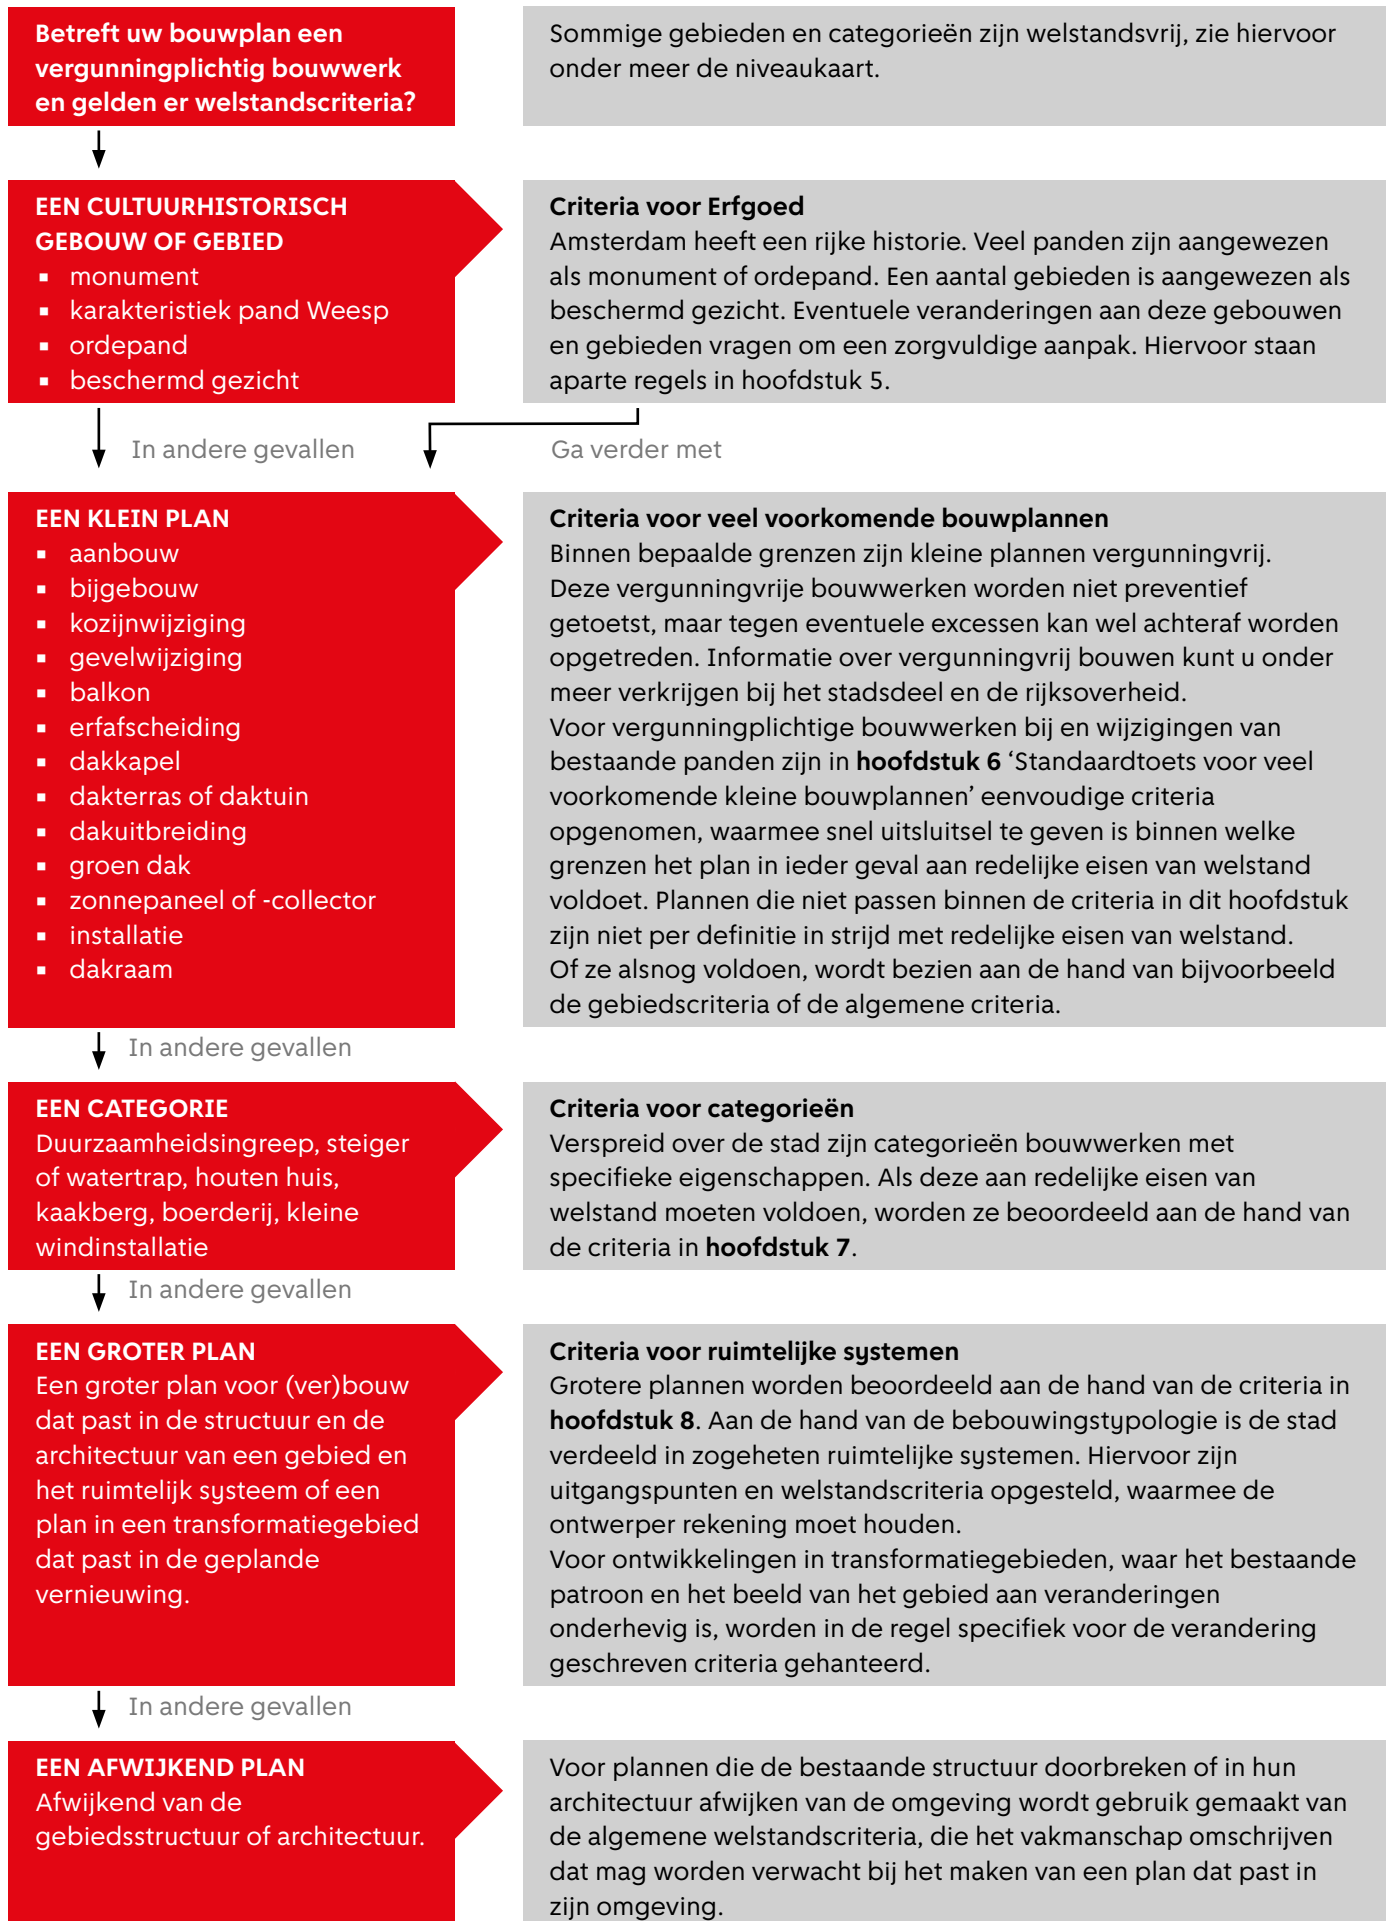 Betreft uw bouwplan een
vergunningplichtig bouwwerk
en gelden er welstandscriteria?
Sommige gebieden en categorieën zijn welstandsvrij, zie hiervoor
onder meer de niveaukaart.
EEN CULTUURHISTORISCH
GEBOUW OF GEBIED
▪ monument
▪ karakteristiek pand Weesp
▪ ordepand
▪ beschermd gezicht
Criteria voor Erfgoed
Amsterdam heeft een rijke historie. Veel panden zijn aangewezen
als monument of ordepand. Een aantal gebieden is aangewezen als
beschermd gezicht. Eventuele veranderingen aan deze gebouwen
en gebieden vragen om een zorgvuldige aanpak. Hiervoor staan
aparte regels in hoofdstuk 5.
In andere gevallen
Ga verder met
EEN KLEIN PLAN
▪ aanbouw
▪ bijgebouw
▪ kozijnwijziging
▪ gevelwijziging
▪ balkon
▪ erfafscheiding
▪ dakkapel
▪ dakterras of daktuin
▪ dakuitbreiding
▪ groen dak
▪ zonnepaneel of -collector
▪ installatie
▪ dakraam
Criteria voor veel voorkomende bouwplannen
Binnen bepaalde grenzen zijn kleine plannen vergunningvrij.
Deze vergunningvrije bouwwerken worden niet preventief
getoetst, maar tegen eventuele excessen kan wel achteraf worden
opgetreden. Informatie over vergunningvrij bouwen kunt u onder
meer verkrijgen bij het stadsdeel en de rijksoverheid.
Voor vergunningplichtige bouwwerken bij en wijzigingen van
bestaande panden zijn in hoofdstuk 6 ‘Standaardtoets voor veel
voorkomende kleine bouwplannen’ eenvoudige criteria
opgenomen, waarmee snel uitsluitsel te geven is binnen welke
grenzen het plan in ieder geval aan redelijke eisen van welstand
voldoet. Plannen die niet passen binnen de criteria in dit hoofdstuk
zijn niet per definitie in strijd met redelijke eisen van welstand.
Of ze alsnog voldoen, wordt bezien aan de hand van bijvoorbeeld
de gebiedscriteria of de algemene criteria.
In andere gevallen
EEN CATEGORIE
Duurzaamheidsingreep, steiger
of watertrap, houten huis,
kaakberg, boerderij, kleine
windinstallatie
Criteria voor categorieën
Verspreid over de stad zijn categorieën bouwwerken met
specifieke eigenschappen. Als deze aan redelijke eisen van
welstand moeten voldoen, worden ze beoordeeld aan de hand van
de criteria in hoofdstuk 7.
In andere gevallen
EEN GROTER PLAN
Een groter plan voor (ver)bouw
dat past in de structuur en de
architectuur van een gebied en
het ruimtelijk systeem of een
plan in een transformatiegebied
dat past in de geplande
vernieuwing.
Criteria voor ruimtelijke systemen
Grotere plannen worden beoordeeld aan de hand van de criteria in
hoofdstuk 8. Aan de hand van de bebouwingstypologie is de stad
verdeeld in zogeheten ruimtelijke systemen. Hiervoor zijn
uitgangspunten en welstandscriteria opgesteld, waarmee de
ontwerper rekening moet houden.
Voor ontwikkelingen in transformatiegebieden, waar het bestaande
patroon en het beeld van het gebied aan veranderingen
onderhevig is, worden in de regel specifiek voor de verandering
geschreven criteria gehanteerd.
In andere gevallen
EEN AFWIJKEND PLAN
Afwijkend van de
gebiedsstructuur of architectuur.
Voor plannen die de bestaande structuur doorbreken of in hun
architectuur afwijken van de omgeving wordt gebruik gemaakt van
de algemene welstandscriteria, die het vakmanschap omschrijven
dat mag worden verwacht bij het maken van een plan dat past in
zijn omgeving.